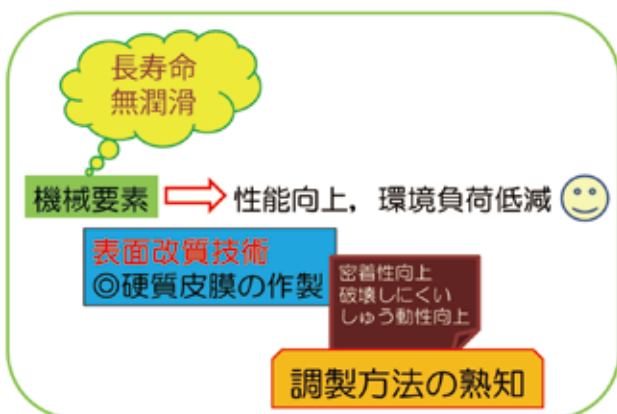 長寿命
無潤滑
機械要素
性能向上，環境負荷低減
表面改質技術
◎硬質皮膜の作製
密着性向上
破壊しにくい
しゅう動性向上
調製方法の熟知